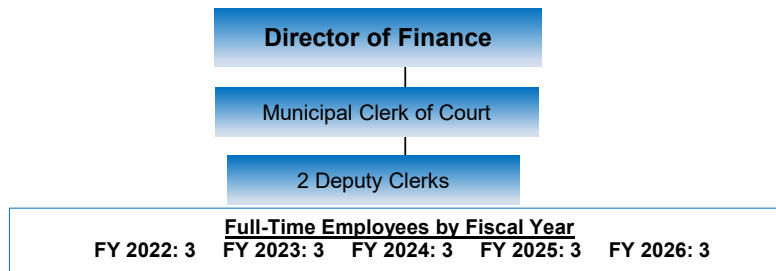 Director of Finance
Municipal Clerk of Court
2 Deputy Clerks
Full-Time Employees by Fiscal Year
FY 2022: 3 FY 2023: 3 FY 2024: 3 FY 2025: 3 FY 2026: 3